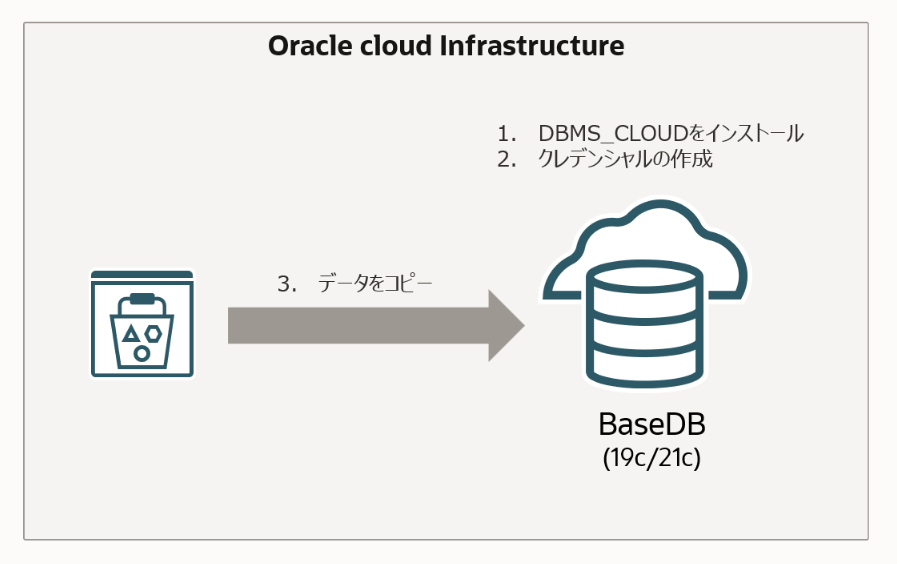 Oracle cloud Infrastructure
1. DBMS_CLOUDをインストール
2. クレデンシャルの作成
3. データをコピー
BaseDB
(19c/21c)